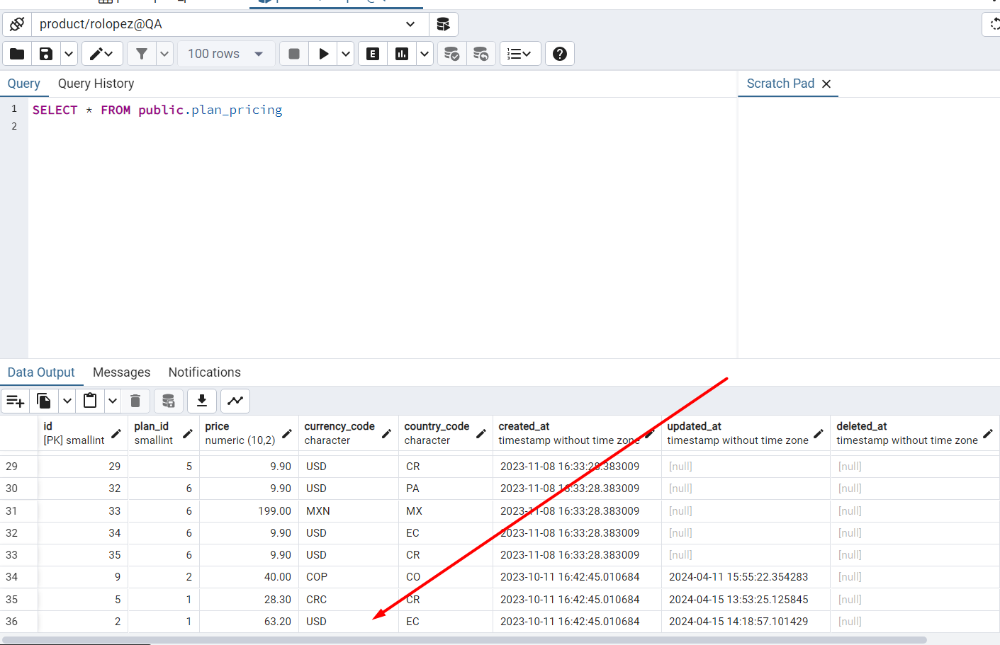 product/rolopez@QA
100 rows
E
Query Query History
Scratch Pad
1 SELECT * FROM public.plan_pricing
2
Data Output Messages Notifications
id plan_id price currency_code country_code created_at updated_at deleted_at
[PK] smallint smallint numeric (10,2) character character timestamp without time zone timestamp without time zone timestamp without time zone
29 29 5 9.90 USD CR 2023-11-08 16:33:28.383009 [null] [null]
30 32 6 9.90 USD PA 2023-11-08 16:33:28.383009 [null] [null]
31 33 6 199.00 MXN MX 2023-11-08 16:33:28.383009 [null] [null]
32 34 6 9.90 USD EC 2023-11-08 16:33:28.383009 [null] [null]
33 35 6 9.90 USD CR 2023-11-08 16:33:28.383009 [null] [null]
34 9 2 40.00 COP CO 2023-10-11 16:42:45.010684 2024-04-11 15:55:22.354283 [null]
35 5 1 28.30 CRC CR 2023-10-11 16:42:45.010684 2024-04-15 13:53:25.125845 [null]
36 2 1 63.20 USD EC 2023-10-11 16:42:45.010684 2024-04-15 14:18:57.101429 [null]